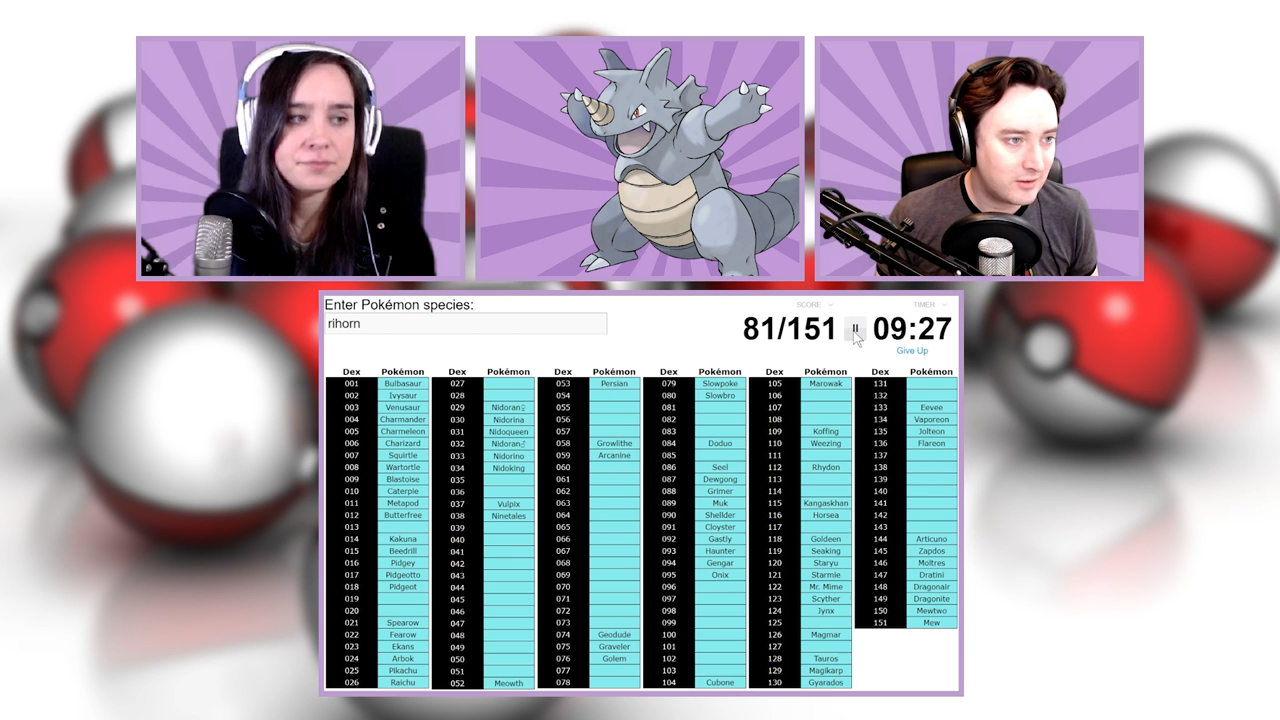 Enter Pokémon species:
SCORE
TIMER
rihorn
81/151
09:27
Give Up
Dex Pokémon Dex Pokémon Dex Pokémon Dex Pokémon Dex Pokémon Dex Pokémon
001 Bulbasaur 027 053 Persian 079 Slowpoke 105 Marowak 131
002 Ivysaur 028 054 080 Slowbro 106 132
003 Venusaur 029 Nidoran♀ 055 081 107 133 Eevee
004 Charmander 030 Nidorina 056 082 108 134 Vaporeon
005 Charmeleon 031 Nidoqueen 057 083 109 Koffing 135 Jolteon
006 Charizard 032 Nidoran♂ 058 Growlithe 084 Doduo 110 Weezing 136 Flareon
007 Squirtle 033 Nidorino 059 Arcanine 085 111 137
008 Wartortle 034 Nidoking 060 086 Seel 112 Rhydon 138
009 Blastoise 035 061 087 Dewgong 113 139
010 Caterpie 036 062 088 Grimer 114 140
011 Metapod 037 Vulpix 063 089 Muk 115 Kangaskhan 141
012 Butterfree 038 Ninetales 064 090 Shellder 116 Horsea 142
013 039 065 091 Cloyster 117 143
014 Kakuna 040 066 092 Gastly 118 Goldeen 144 Articuno
015 Beedrill 041 067 093 Haunter 119 Seaking 145 Zapdos
016 Pidgey 042 068 094 Gengar 120 Staryu 146 Moltres
017 Pidgeotto 043 069 095 Onix 121 Starmie 147 Dratini
018 Pidgeot 044 070 096 122 Mr. Mime 148 Dragonair
019 045 071 097 123 Scyther 149 Dragonite
020 046 072 098 124 Jynx 150 Mewtwo
021 Spearow 047 073 099 125 151 Mew
022 Fearow 048 074 Geodude 100 126 Magmar
023 Ekans 049 075 Graveler 101 127
024 Arbok 050 076 Golem 102 128 Tauros
025 Pikachu 051 077 103 129 Magikarp
026 Raichu 052 Meowth 078 104 Cubone 130 Gyarados